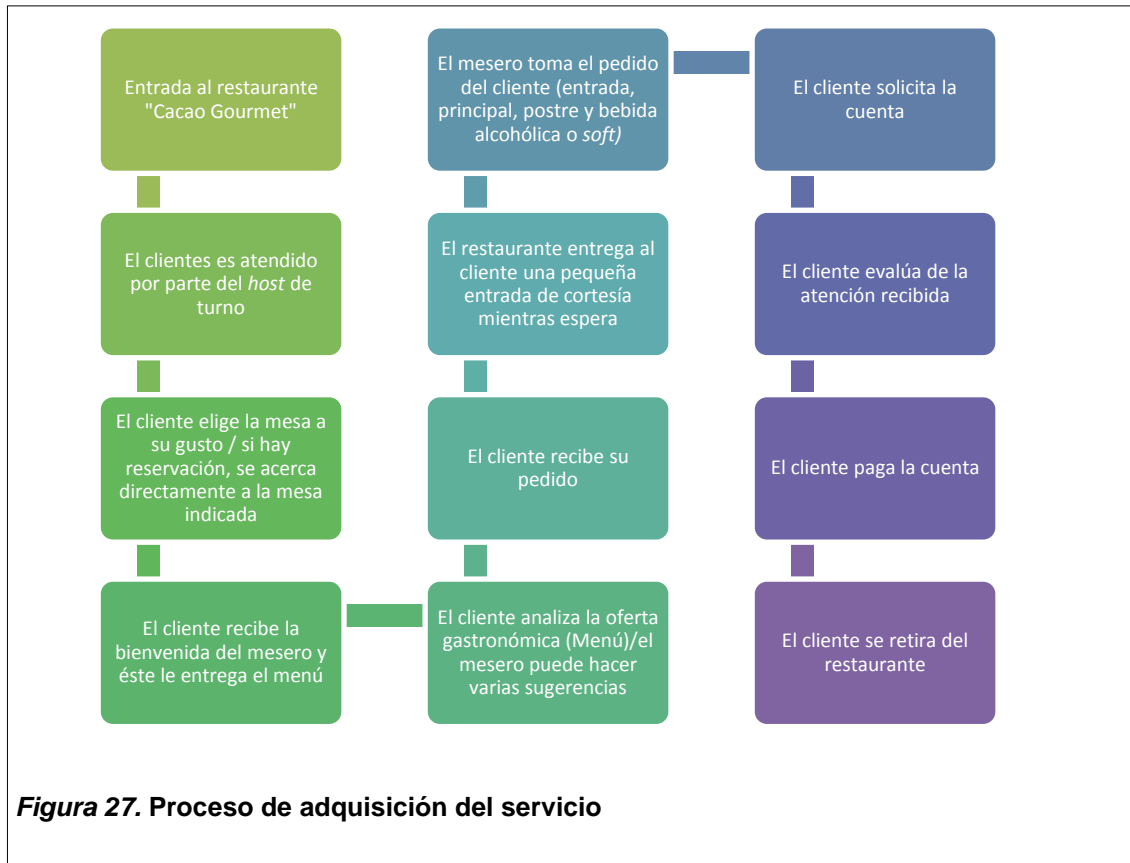 Entrada al restaurante
"Cacao Gourmet"
El clientes es atendido
por parte del host de
turno
El cliente elige la mesa a
su gusto / si hay
reservación, se acerca
directamente a la mesa
indicada
El cliente recibe la
bienvenida del mesero y
éste le entrega el menú
El cliente analiza la oferta
gastronómica (Menú)/el
mesero puede hacer
varias sugerencias
El cliente recibe su
pedido
El restaurante entrega al
cliente una pequeña
entrada de cortesía
mientras espera
El mesero toma el pedido
del cliente (entrada,
principal, postre y bebida
alcohólica o soft)
El cliente solicita la
cuenta
El cliente evalúa de la
atención recibida
El cliente paga la cuenta
El cliente se retira del
restaurante
Figura 27. Proceso de adquisición del servicio